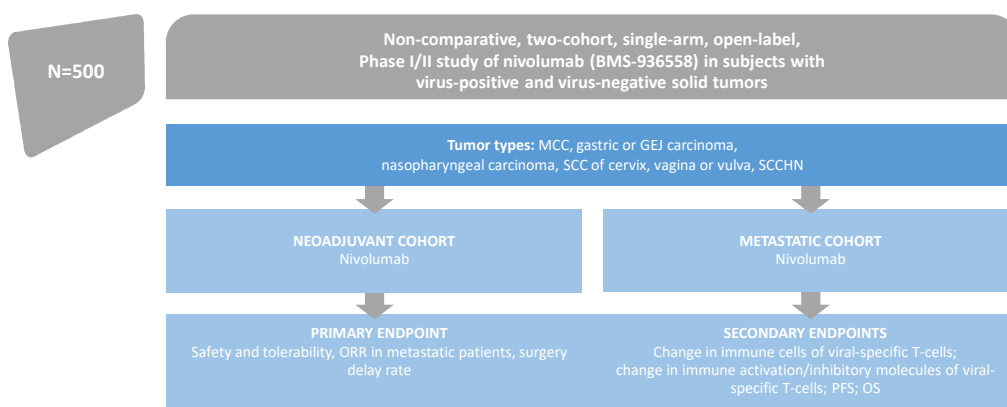 N=500
Non-comparative, two-cohort, single-arm, open-label,
Phase I/II study of nivolumab (BMS-936558) in subjects with
virus-positive and virus-negative solid tumors
Tumor types: MCC, gastric or GEJ carcinoma,
nasopharyngeal carcinoma, SCC of cervix, vagina or vulva, SCCHN
NEOADJUVANT COHORT
Nivolumab
METASTATIC COHORT
Nivolumab
PRIMARY ENDPOINT
Safety and tolerability, ORR in metastatic patients, surgery
delay rate
SECONDARY ENDPOINTS
Change in immune cells of viral-specific T-cells;
change in immune activation/inhibitory molecules of viral-
specific T-cells; PFS; OS